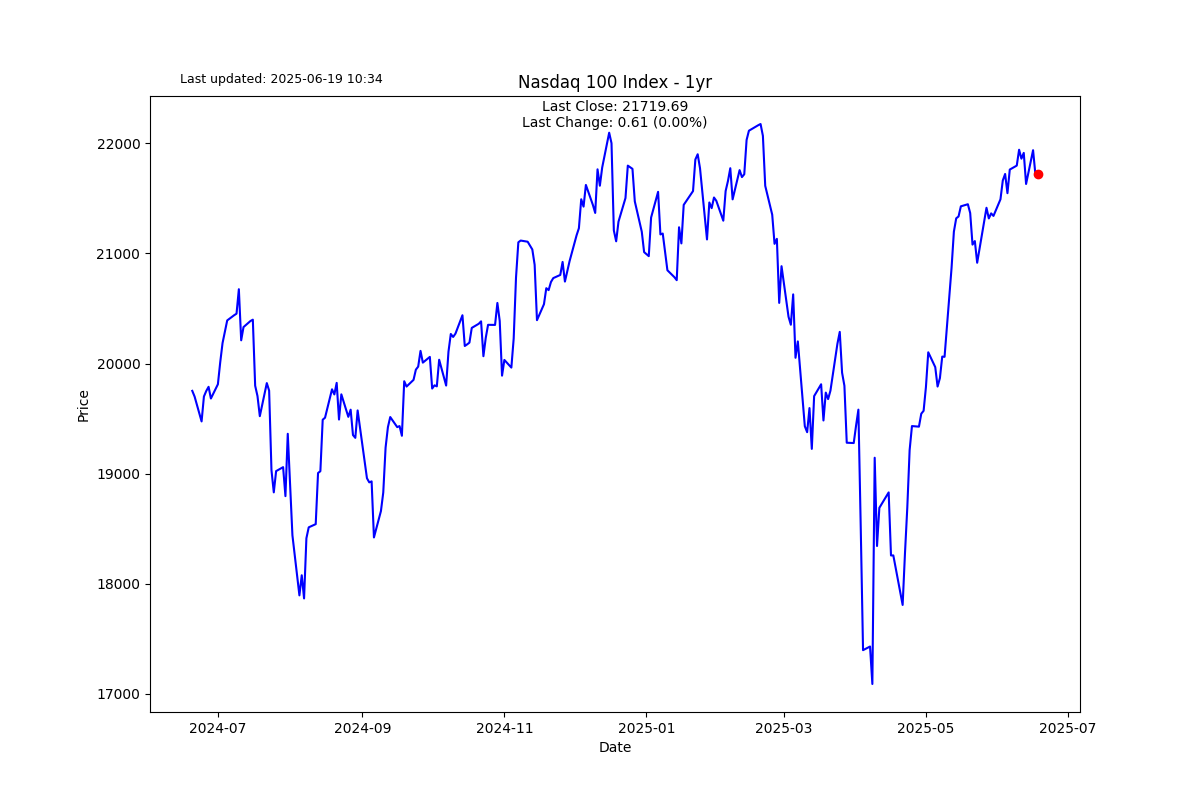 Last updated: 2025-06-19 10:34
Nasdaq 100 Index - 1yr
Last Close: 21719.69
Last Change: 0.61 (0.00%)
22000
21000
20000
19000
18000
17000
Price
2024-07
2024-09
2024-11
2025-01
2025-03
2025-05
2025-07
Date